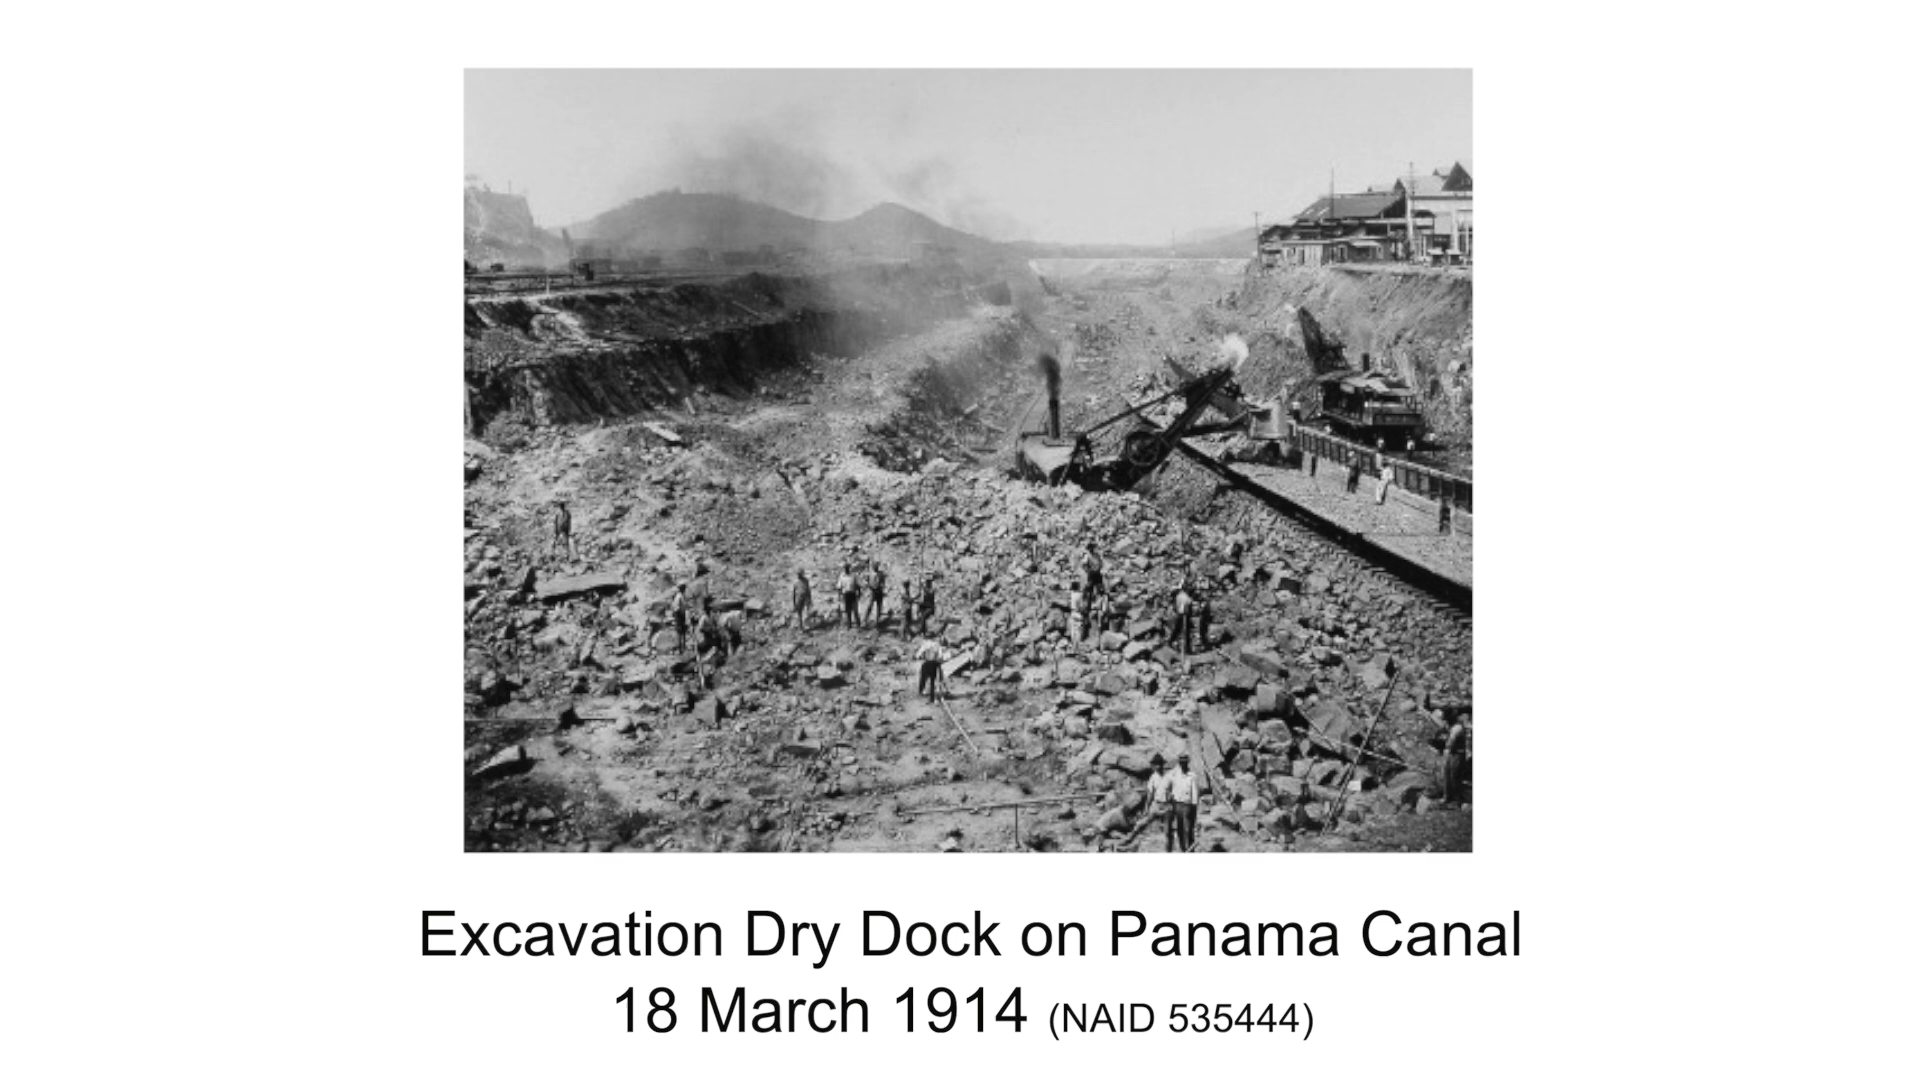 Excavation Dry Dock on Panama Canal
18 March 1914 (NAID 535444)